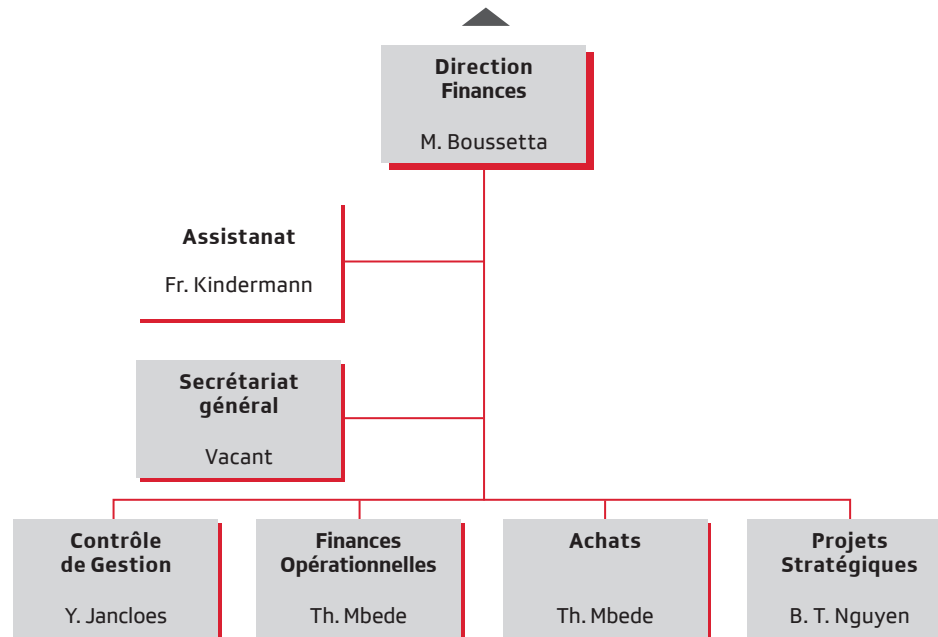 Direction
Finances
M. Boussetta
Assistanat
Fr. Kindermann
Secrétariat
général
Vacant
Contrôle
de Gestion
Y. Jancloes
Finances
Opérationnelles
Th. Mbede
Achats
Th. Mbede
Projets
Stratégiques
B. T. Nguyen